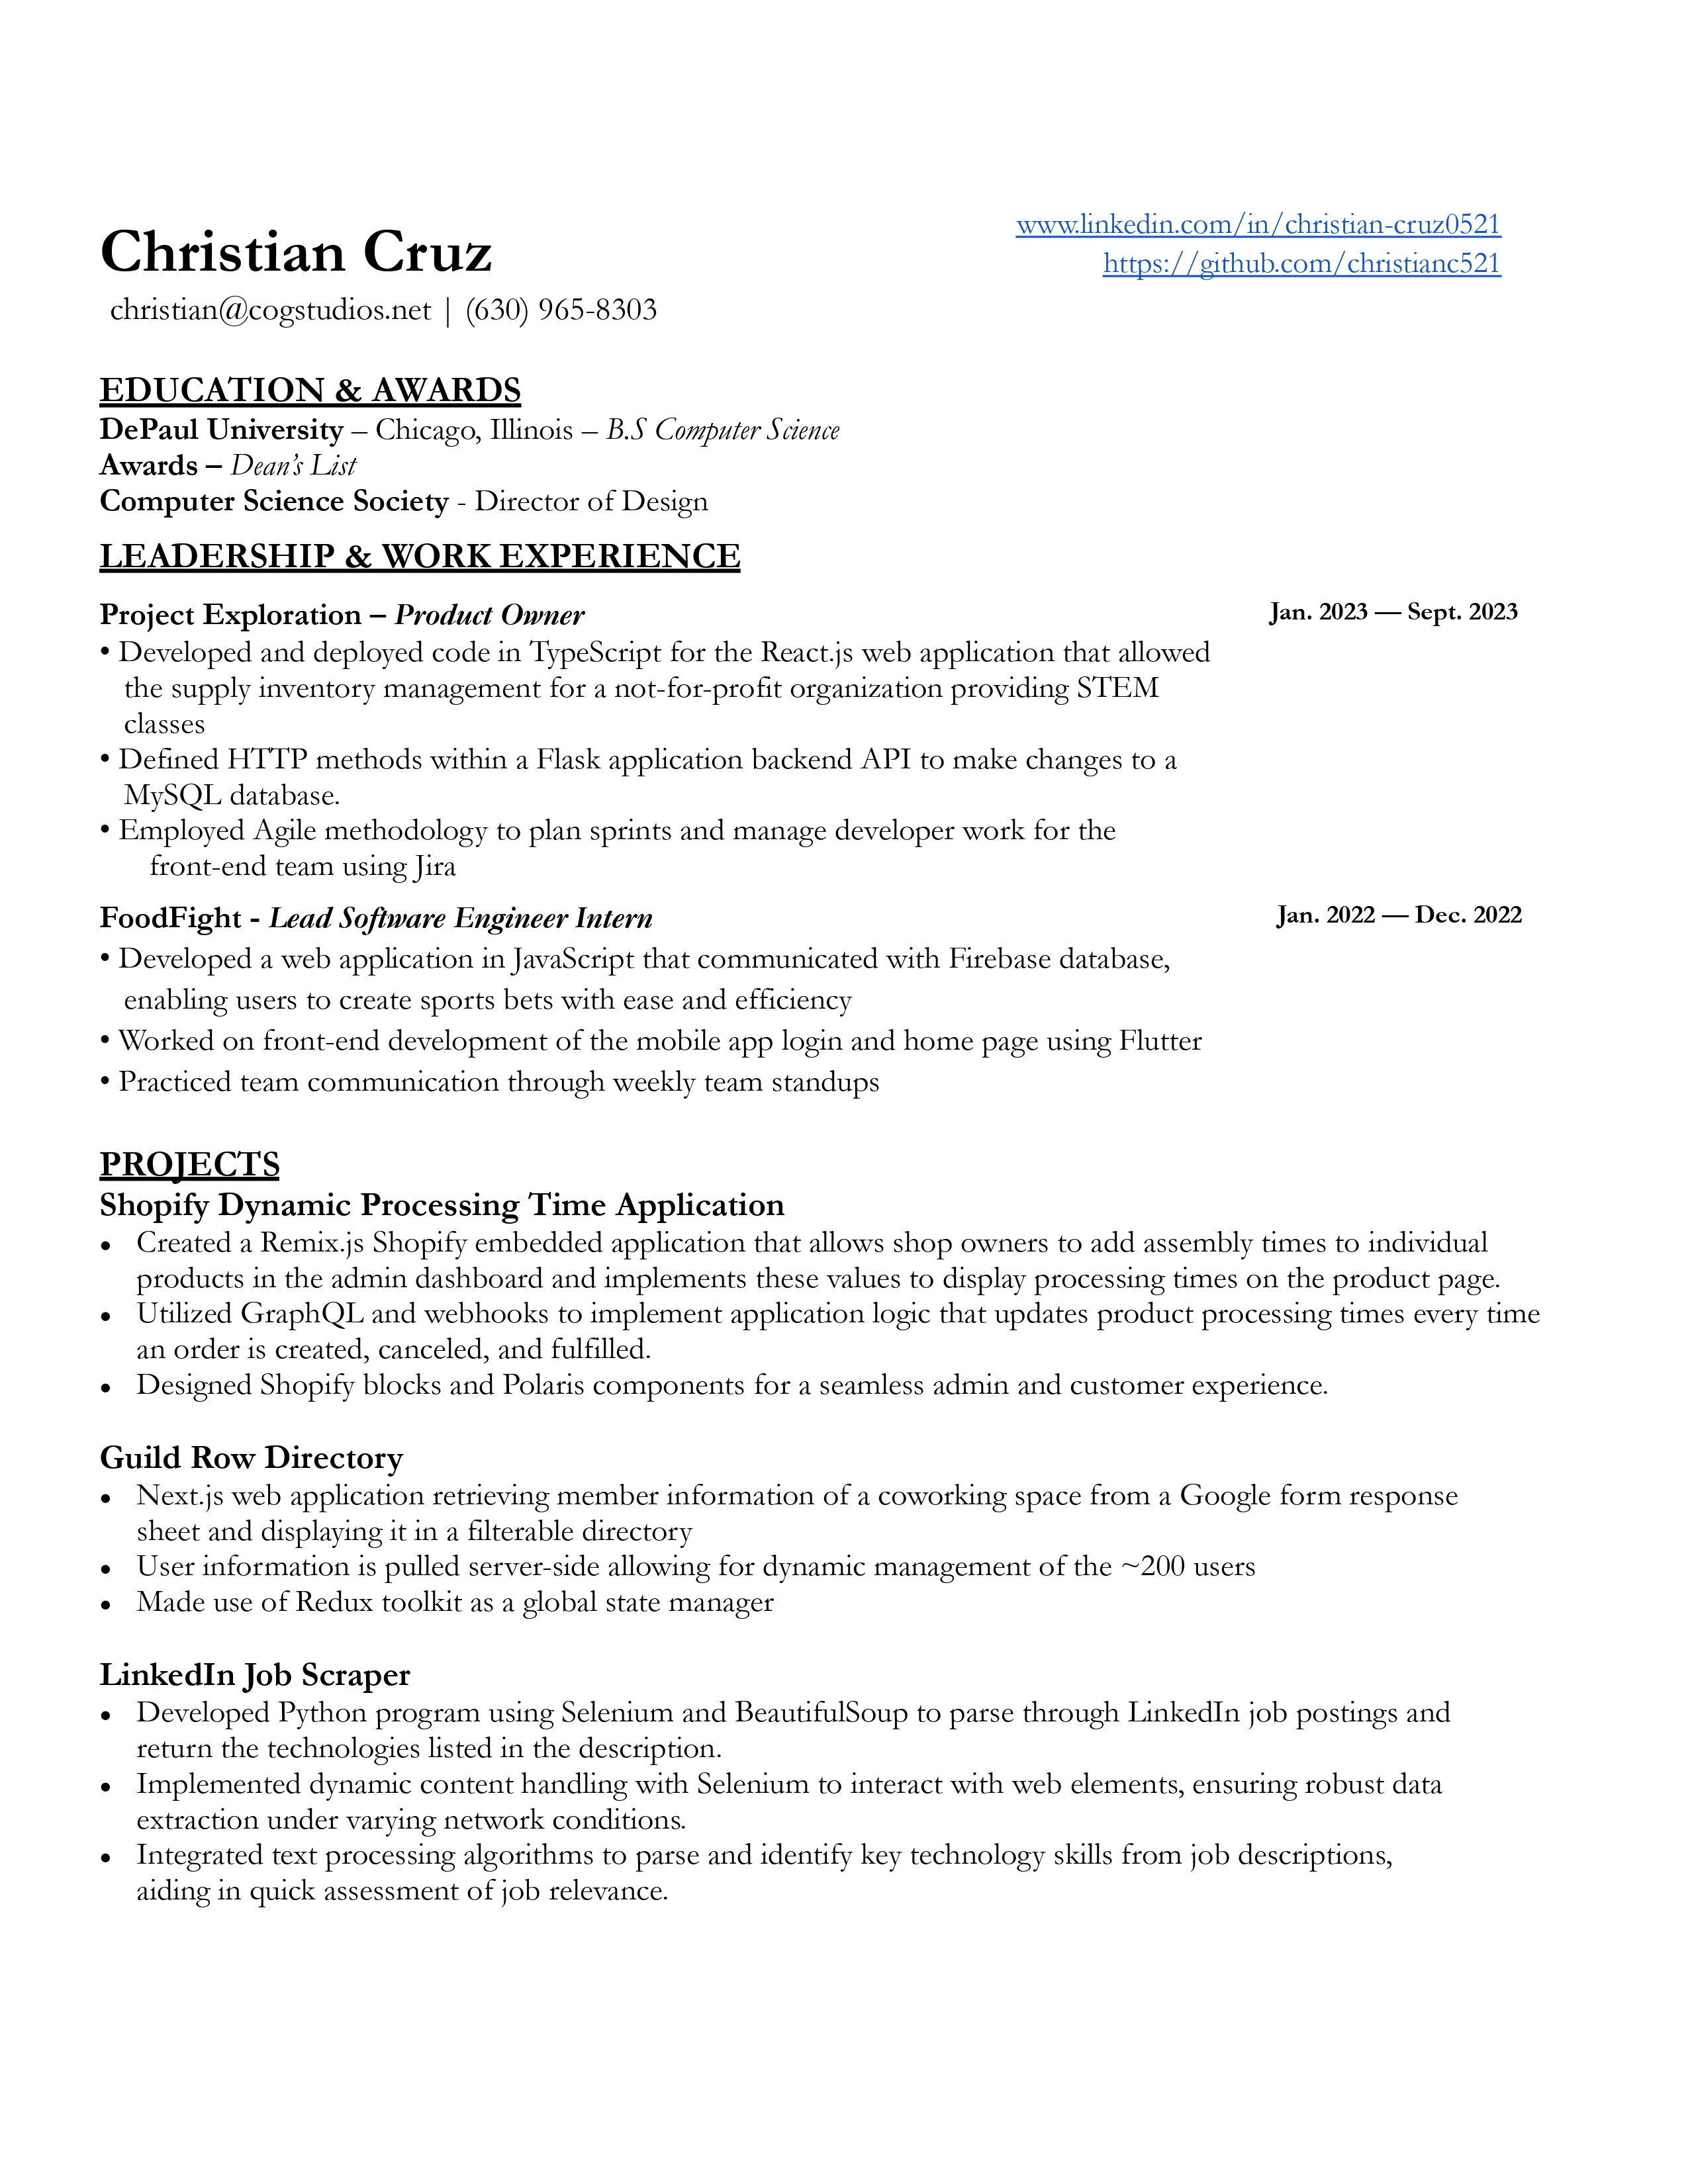 www.linkedin.com/in/christian-cruz0521
Christian Cruz
https://github.com/christianc521
christian@cogstudios.net | (630) 965-8303
EDUCATION & AWARDS
DePaul University – Chicago, Illinois – B.S Computer Science
Awards – Dean's List
Computer Science Society - Director of Design
LEADERSHIP & WORK EXPERIENCE
Project Exploration – Product Owner Jan. 2023 — Sept. 2023
• Developed and deployed code in TypeScript for the React.js web application that allowed
the supply inventory management for a not-for-profit organization providing STEM
classes
• Defined HTTP methods within a Flask application backend API to make changes to a
MySQL database.
• Employed Agile methodology to plan sprints and manage developer work for the
front-end team using Jira
FoodFight - Lead Software Engineer Intern Jan. 2022 — Dec. 2022
• Developed a web application in JavaScript that communicated with Firebase database,
enabling users to create sports bets with ease and efficiency
• Worked on front-end development of the mobile app login and home page using Flutter
• Practiced team communication through weekly team standups
PROJECTS
Shopify Dynamic Processing Time Application
• Created a Remix.js Shopify embedded application that allows shop owners to add assembly times to individual
products in the admin dashboard and implements these values to display processing times on the product page.
• Utilized GraphQL and webhooks to implement application logic that updates product processing times every time
an order is created, canceled, and fulfilled.
• Designed Shopify blocks and Polaris components for a seamless admin and customer experience.
Guild Row Directory
• Next.js web application retrieving member information of a coworking space from a Google form response
sheet and displaying it in a filterable directory
• User information is pulled server-side allowing for dynamic management of the ~200 users
• Made use of Redux toolkit as a global state manager
LinkedIn Job Scraper
• Developed Python program using Selenium and BeautifulSoup to parse through LinkedIn job postings and
return the technologies listed in the description.
• Implemented dynamic content handling with Selenium to interact with web elements, ensuring robust data
extraction under varying network conditions.
• Integrated text processing algorithms to parse and identify key technology skills from job descriptions,
aiding in quick assessment of job relevance.